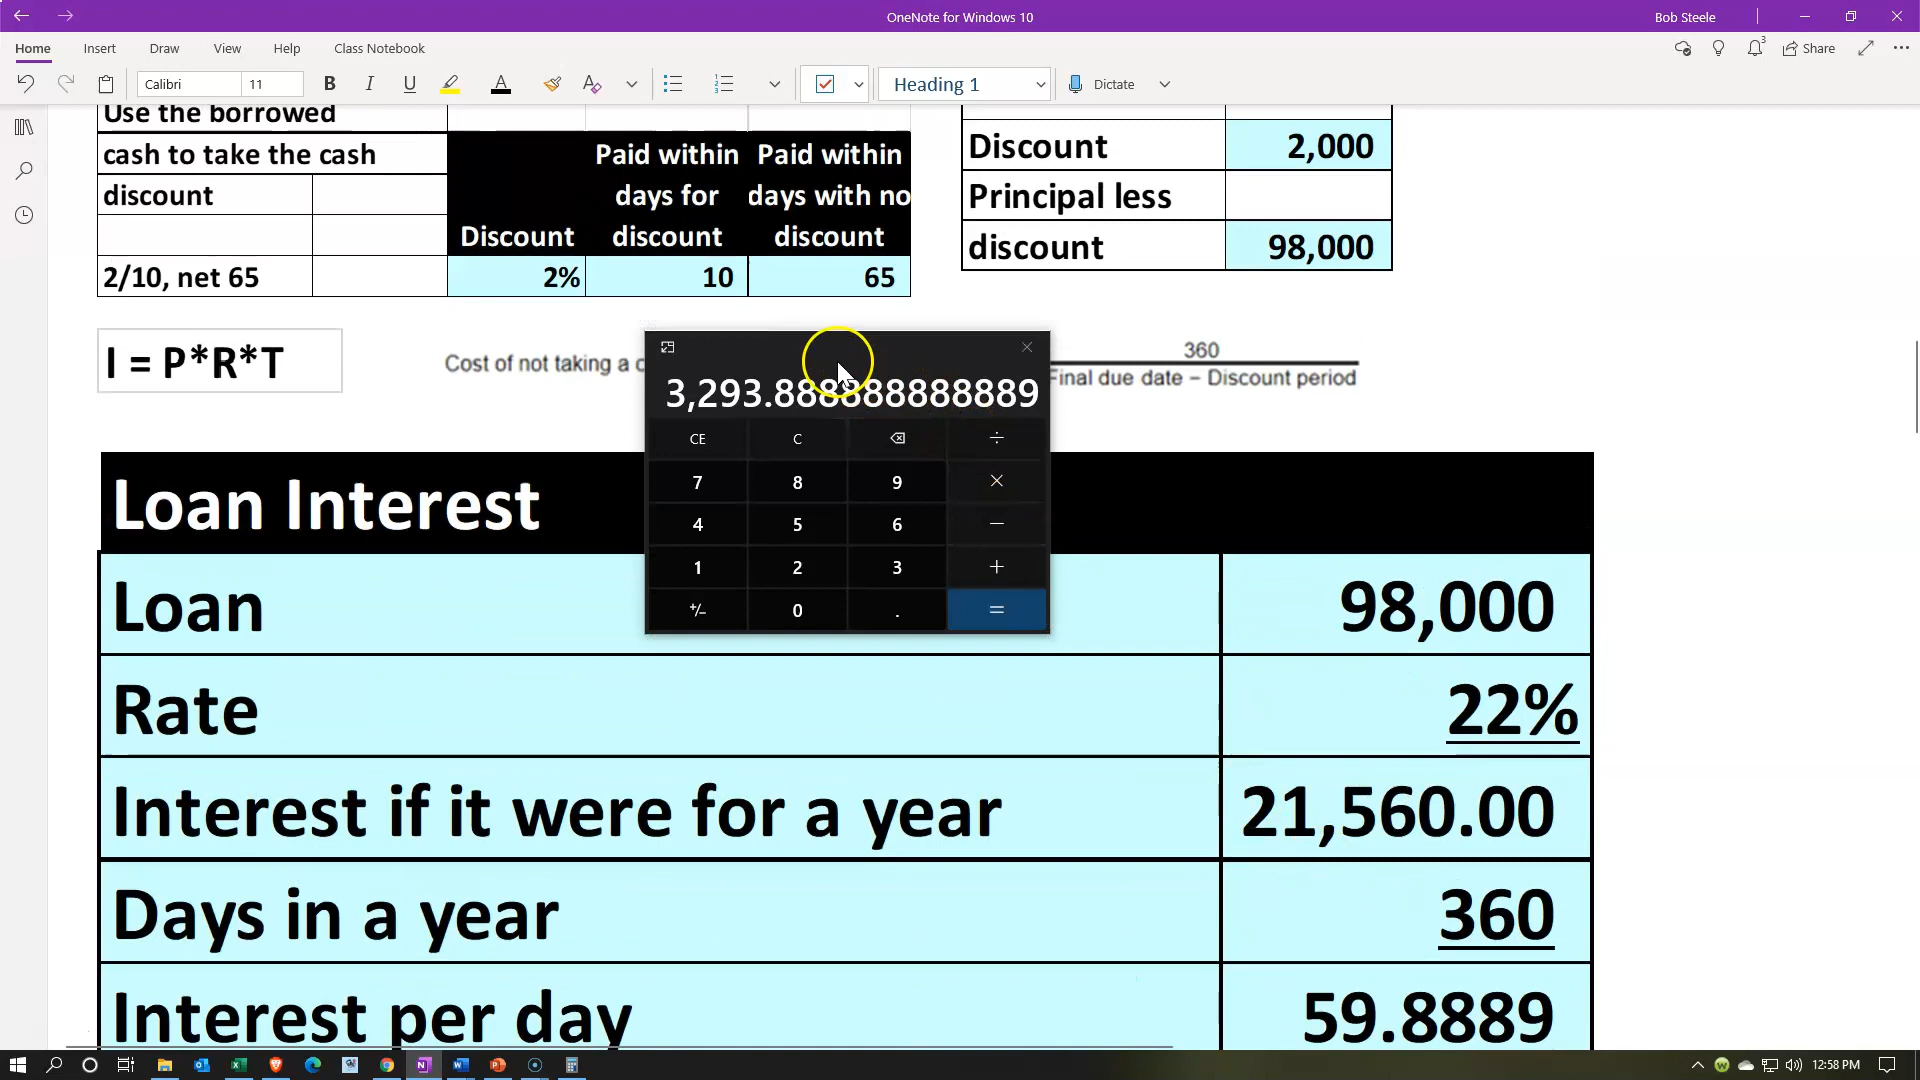 OneNote for Windows 10
Bob Steele
Home Insert Draw View Help Class Notebook
3
Share
Calibri 11 B I U A A Heading 1 Dictate
Use the borrowed
cash to take the cash
discount
Discount
Paid within
days for
discount
Paid within
days with no
discount
2/10, net 65 2% 10 65
Discount 2,000
Principal less
discount 98,000
I = P*R*T
Cost of not taking a c
360
Final due date − Discount period
3,293.888888888889
CE C ⌫ ÷
7 8 9 ×
4 5 6 −
1 2 3 +
+/− 0 . =
Loan Interest
Loan 98,000
Rate 22%
Interest if it were for a year 21,560.00
Days in a year 360
Interest per day 59.8889
12:58 PM